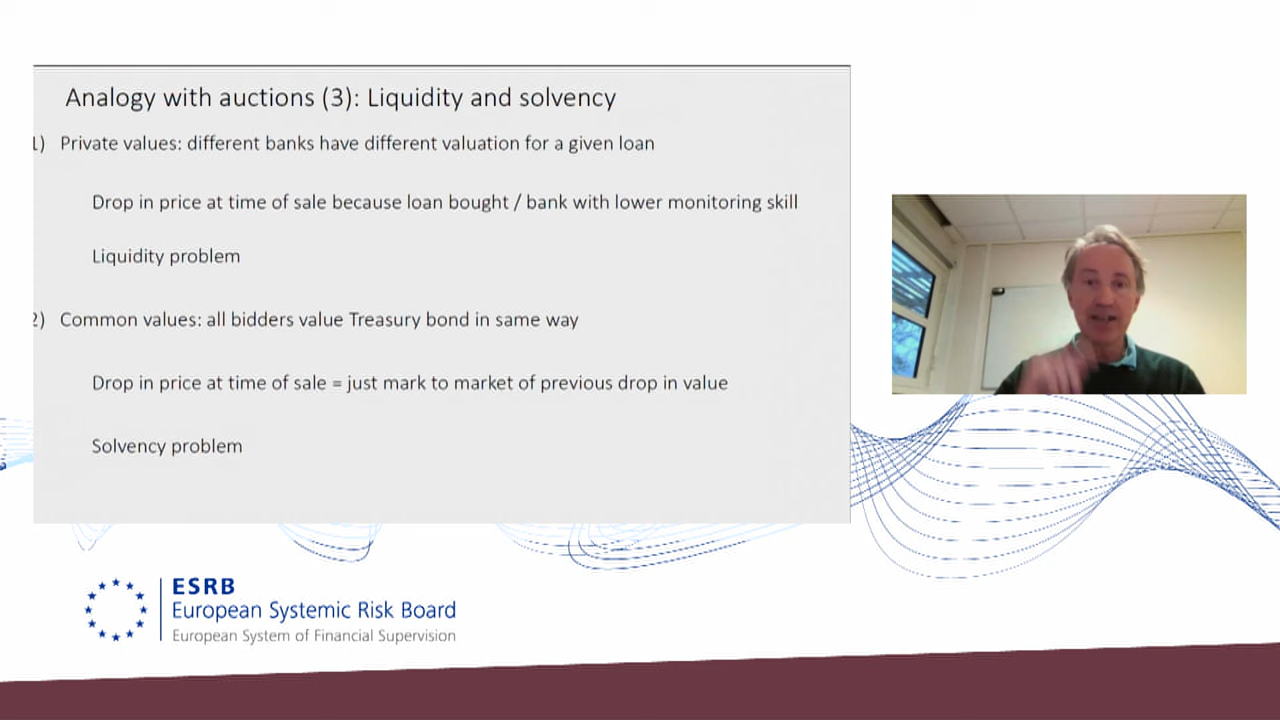 Analogy with auctions (3): Liquidity and solvency
1) Private values: different banks have different valuation for a given loan
Drop in price at time of sale because loan bought / bank with lower monitoring skill
Liquidity problem
2) Common values: all bidders value Treasury bond in same way
Drop in price at time of sale = just mark to market of previous drop in value
Solvency problem
ESRB
European Systemic Risk Board
European System of Financial Supervision